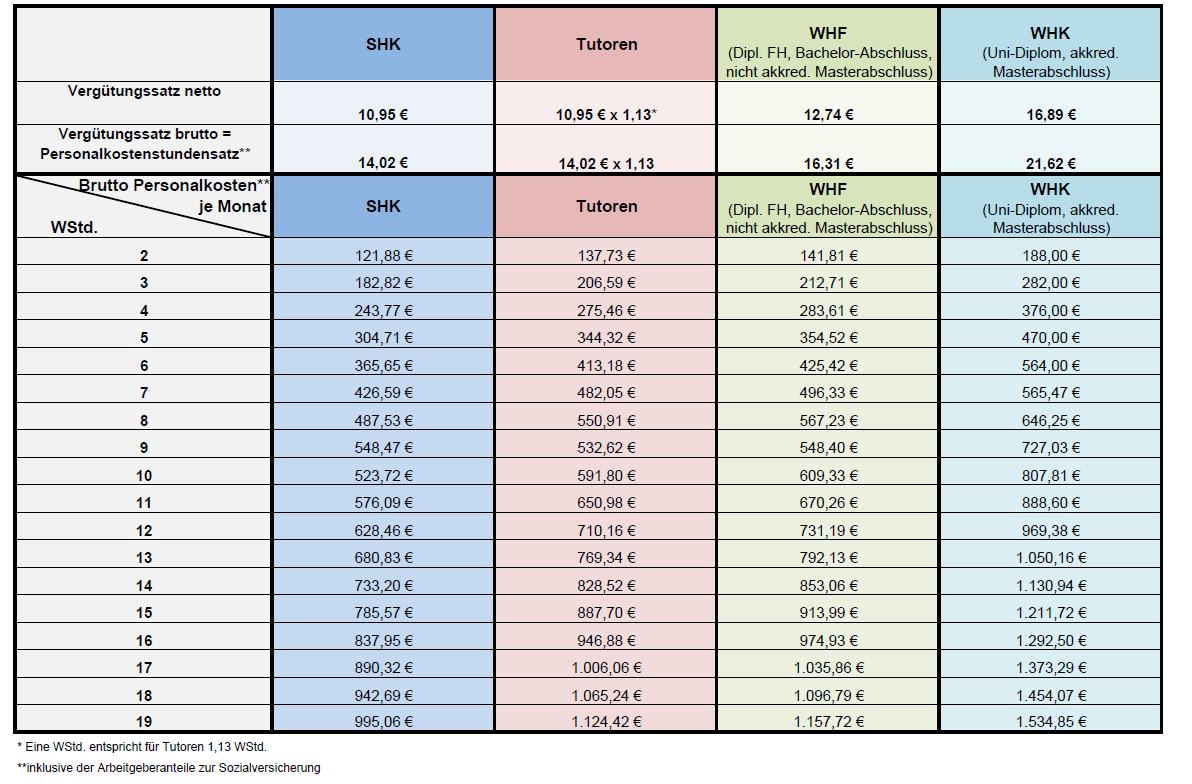 SHK Tutoren WHF WHK
(Dipl. FH, Bachelor-Abschluss, (Uni-Diplom, akkred.
nicht akkred. Masterabschluss) Masterabschluss)
Vergütungssatz netto
10,95 € 10,95 € x 1,13* 12,74 € 16,89 €
Vergütungssatz brutto =
Personalkostenstundensatz**
14,02 € 14,02 € x 1,13 16,31 € 21,62 €
Brutto Personalkosten**
je Monat
WStd.
SHK Tutoren WHF WHK
(Dipl. FH, Bachelor-Abschluss, (Uni-Diplom, akkred.
nicht akkred. Masterabschluss) Masterabschluss)
2 121,88 € 137,73 € 141,81 € 188,00 €
3 182,82 € 206,59 € 212,71 € 282,00 €
4 243,77 € 275,46 € 283,61 € 376,00 €
5 304,71 € 344,32 € 354,52 € 470,00 €
6 365,65 € 413,18 € 425,42 € 564,00 €
7 426,59 € 482,05 € 496,33 € 565,47 €
8 487,53 € 550,91 € 567,23 € 646,25 €
9 548,47 € 532,62 € 548,40 € 727,03 €
10 523,72 € 591,80 € 609,33 € 807,81 €
11 576,09 € 650,98 € 670,26 € 888,60 €
12 628,46 € 710,16 € 731,19 € 969,38 €
13 680,83 € 769,34 € 792,13 € 1.050,16 €
14 733,20 € 828,52 € 853,06 € 1.130,94 €
15 785,57 € 887,70 € 913,99 € 1.211,72 €
16 837,95 € 946,88 € 974,93 € 1.292,50 €
17 890,32 € 1.006,06 € 1.035,86 € 1.373,29 €
18 942,69 € 1.065,24 € 1.096,79 € 1.454,07 €
19 995,06 € 1.124,42 € 1.157,72 € 1.534,85 €
* Eine WStd. entspricht für Tutoren 1,13 WStd.
**inklusive der Arbeitgeberanteile zur Sozialversicherung